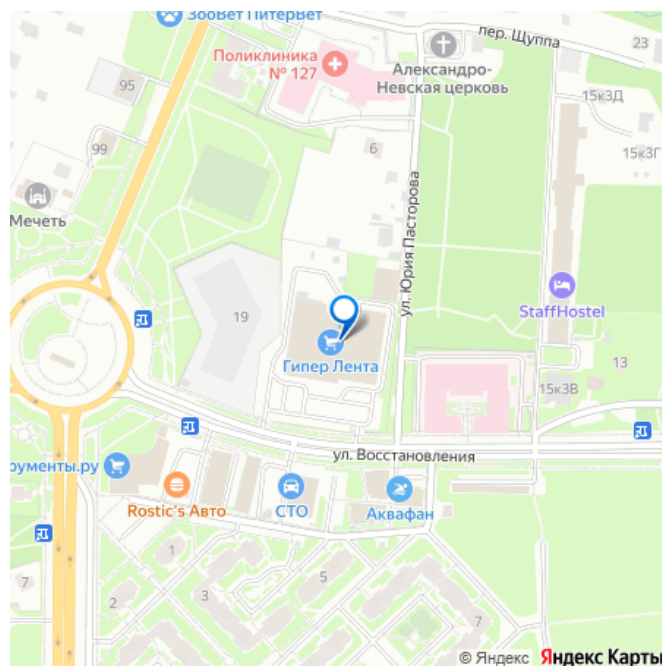 ЗооВет ПитерВет
пер. Щуппа
23
Поликлиника
№ 127
Александро-
Невская церковь
95
15к3Д
99
6
15к3Г
Мечеть
ул. Юрия Пасторова
StaffHostel
19
Гипер Лента
13
15к3В
ул. Восстановления
рументы.ру
Rostic's Авто
СТО
Аквафан
1
7
5
2
3
7
© Яндекс Яндекс Карты